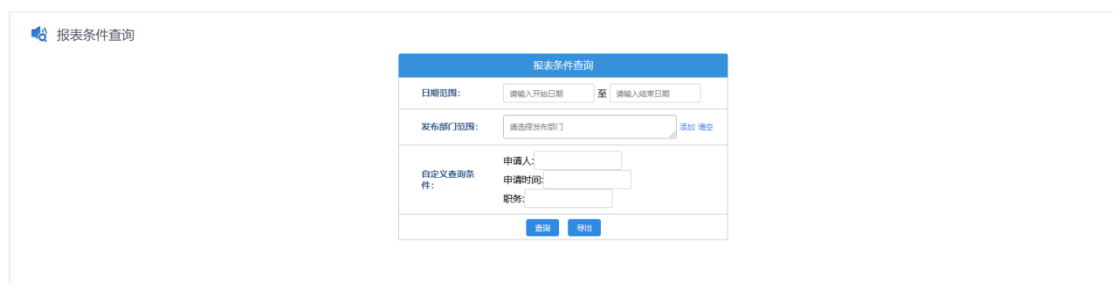 报表条件查询
报表条件查询
日期范围： 请输入开始日期 至 请输入结束日期
发布部门范围： 请选择发布部门 添加 清空
自定义查询条件：
申请人:
申请时间:
职务:
查询 导出